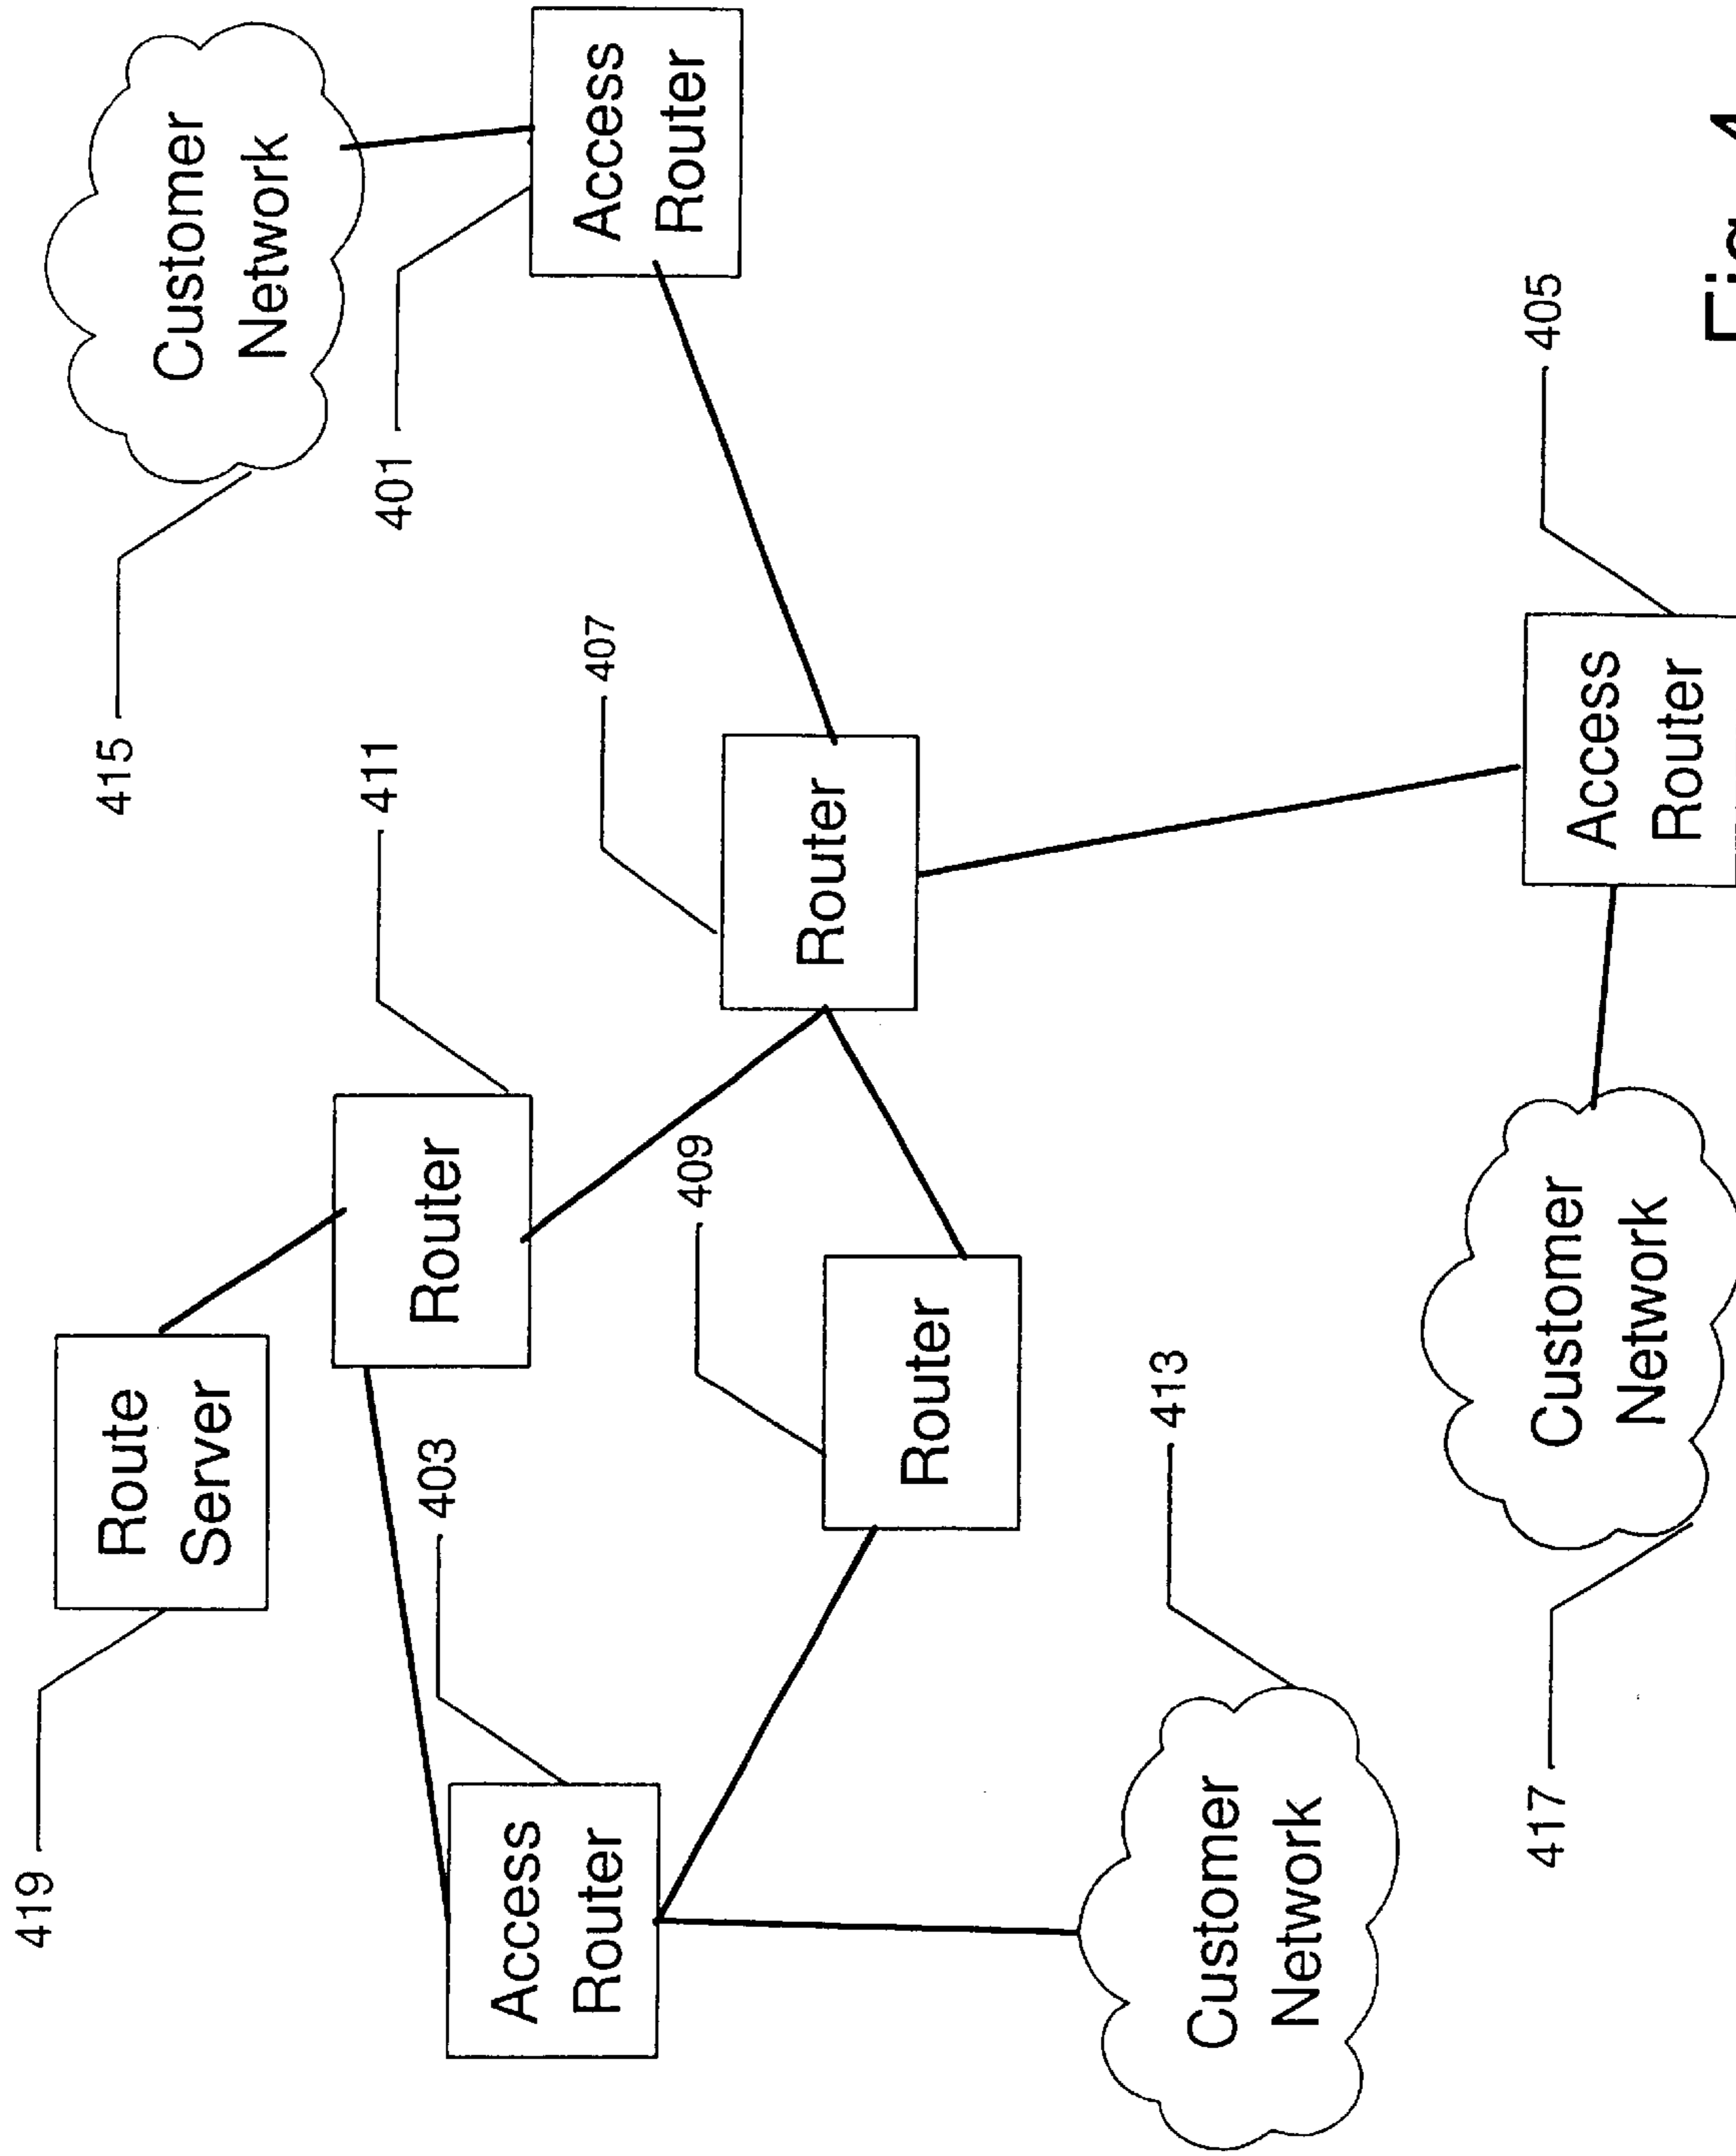 419
Route
Server
415
Customer
Network
411
401
403
Router
Access
Router
Access
Router
407
409
Router
Router
413
Customer
Network
405
417
Customer
Network
Access
Router
Fig